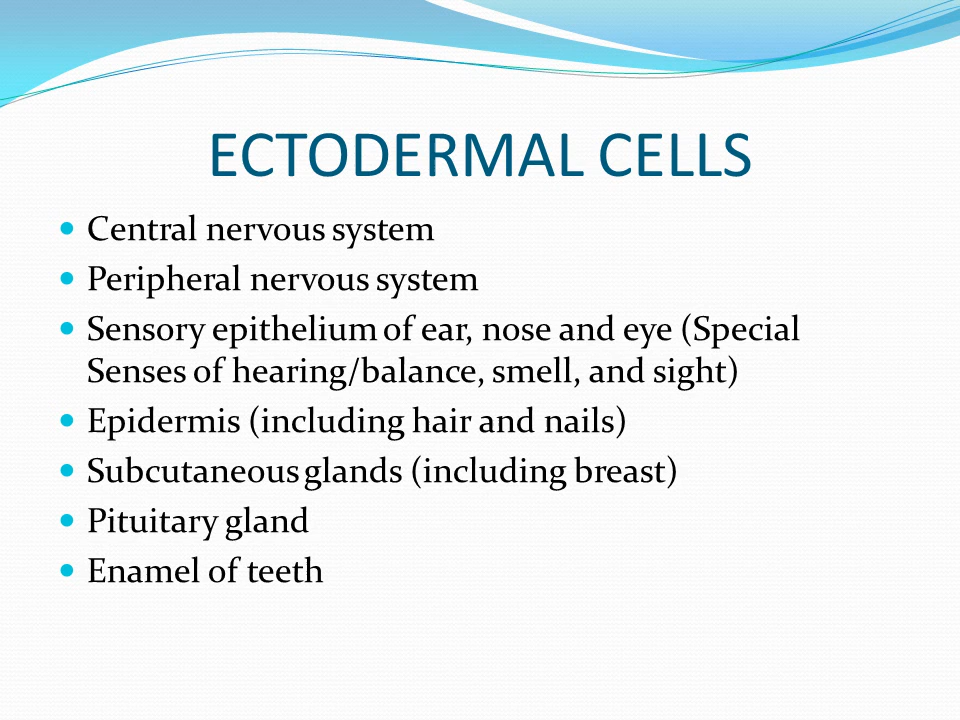 ECTODERMAL CELLS
• Central nervous system
• Peripheral nervous system
• Sensory epithelium of ear, nose and eye (Special
Senses of hearing/balance, smell, and sight)
• Epidermis (including hair and nails)
• Subcutaneous glands (including breast)
• Pituitary gland
• Enamel of teeth